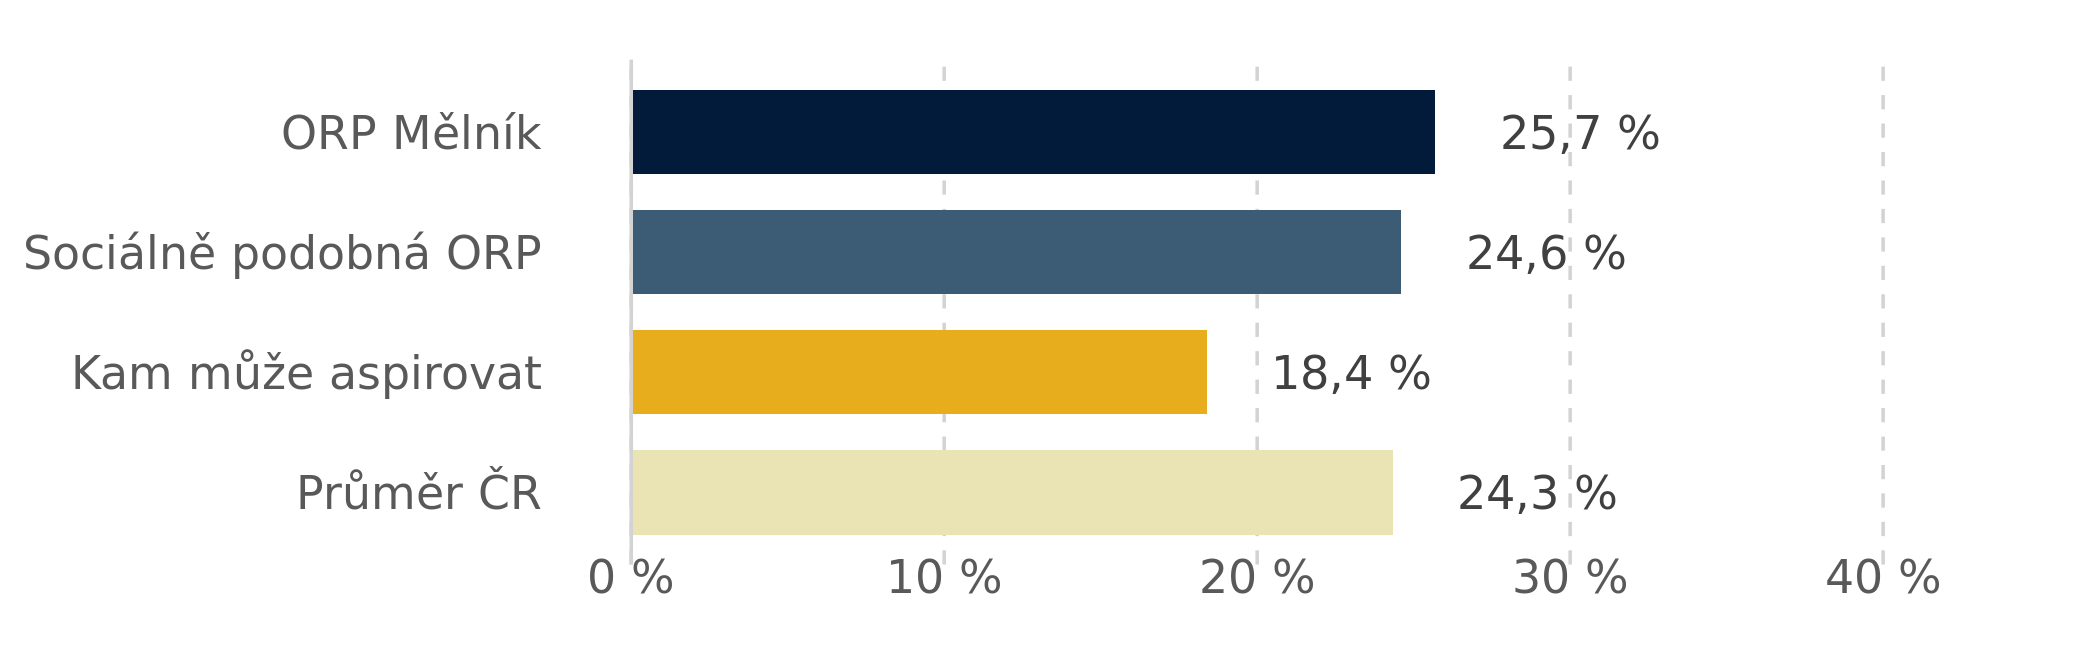 ORP Mělník
25,7 %
Sociálně podobná ORP
24,6 %
Kam může aspirovat
18,4 %
Průměr ČR
24,3 %
0 %
10 %
20 %
30 %
40 %